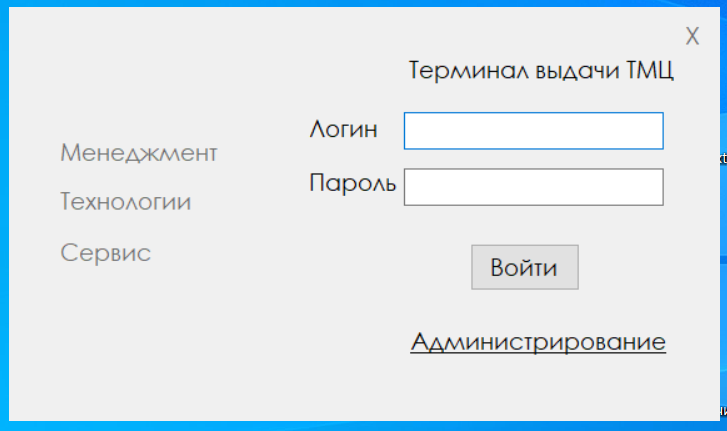 X
Терминал выдачи ТМЦ
Логин
Менеджмент
Пароль
Технологии
Сервис
Войти
Администрирование